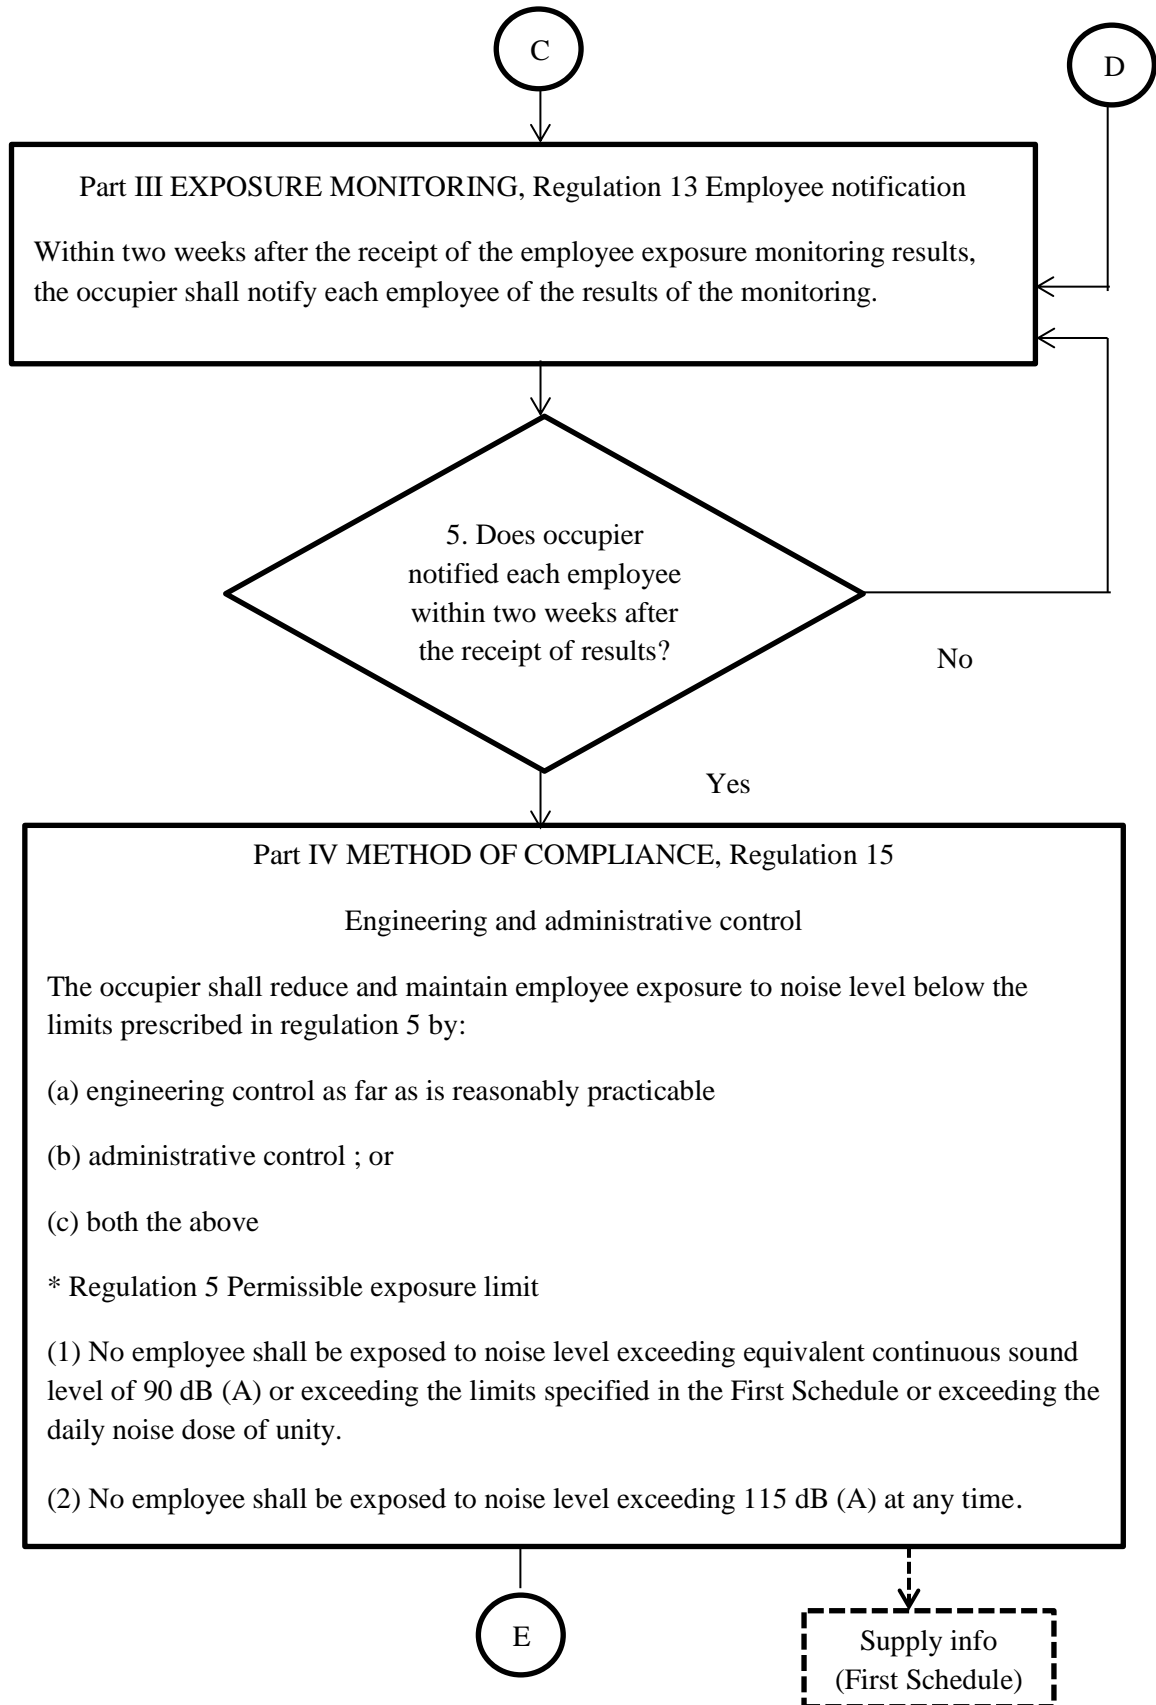 C
D
Part III EXPOSURE MONITORING, Regulation 13 Employee notification
Within two weeks after the receipt of the employee exposure monitoring results,
the occupier shall notify each employee of the results of the monitoring.
5. Does occupier
notified each employee
within two weeks after
the receipt of results?
No
Yes
Part IV METHOD OF COMPLIANCE, Regulation 15
Engineering and administrative control
The occupier shall reduce and maintain employee exposure to noise level below the
limits prescribed in regulation 5 by:
(a) engineering control as far as is reasonably practicable
(b) administrative control ; or
(c) both the above
* Regulation 5 Permissible exposure limit
(1) No employee shall be exposed to noise level exceeding equivalent continuous sound
level of 90 dB (A) or exceeding the limits specified in the First Schedule or exceeding the
daily noise dose of unity.
(2) No employee shall be exposed to noise level exceeding 115 dB (A) at any time.
E
Supply info
(First Schedule)